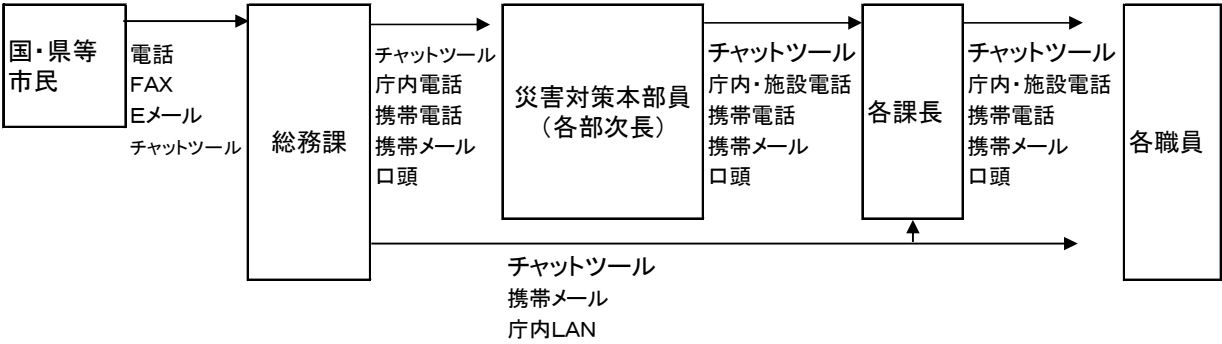 国・県等
市民
電話
FAX
Eメール
チャットツール
総務課
チャットツール
庁内電話
携帯電話
携帯メール
口頭
災害対策本部員
（各部次長）
チャットツール
庁内・施設電話
携帯電話
携帯メール
口頭
各課長
チャットツール
庁内・施設電話
携帯電話
携帯メール
口頭
各職員
チャットツール
携帯メール
庁内LAN